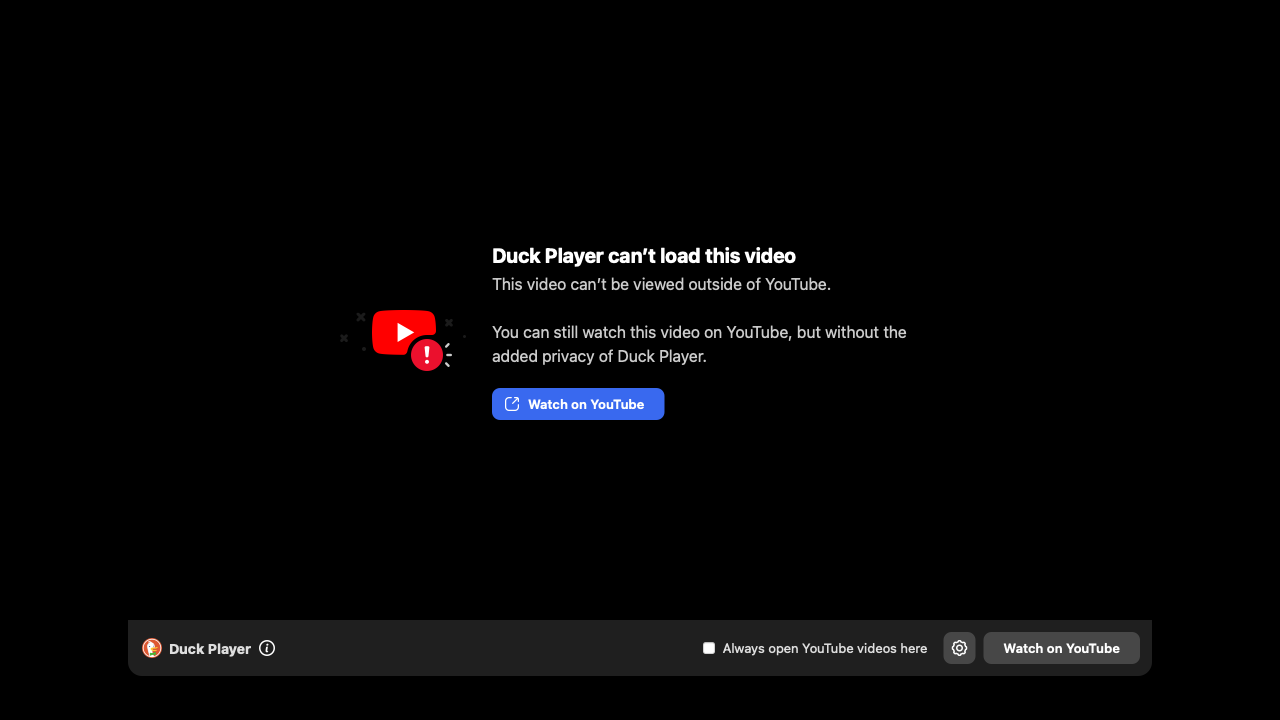 Duck Player can’t load this video
This video can’t be viewed outside of YouTube.
You can still watch this video on YouTube, but without the
added privacy of Duck Player.
Watch on YouTube
Duck Player
Always open YouTube videos here
Watch on YouTube